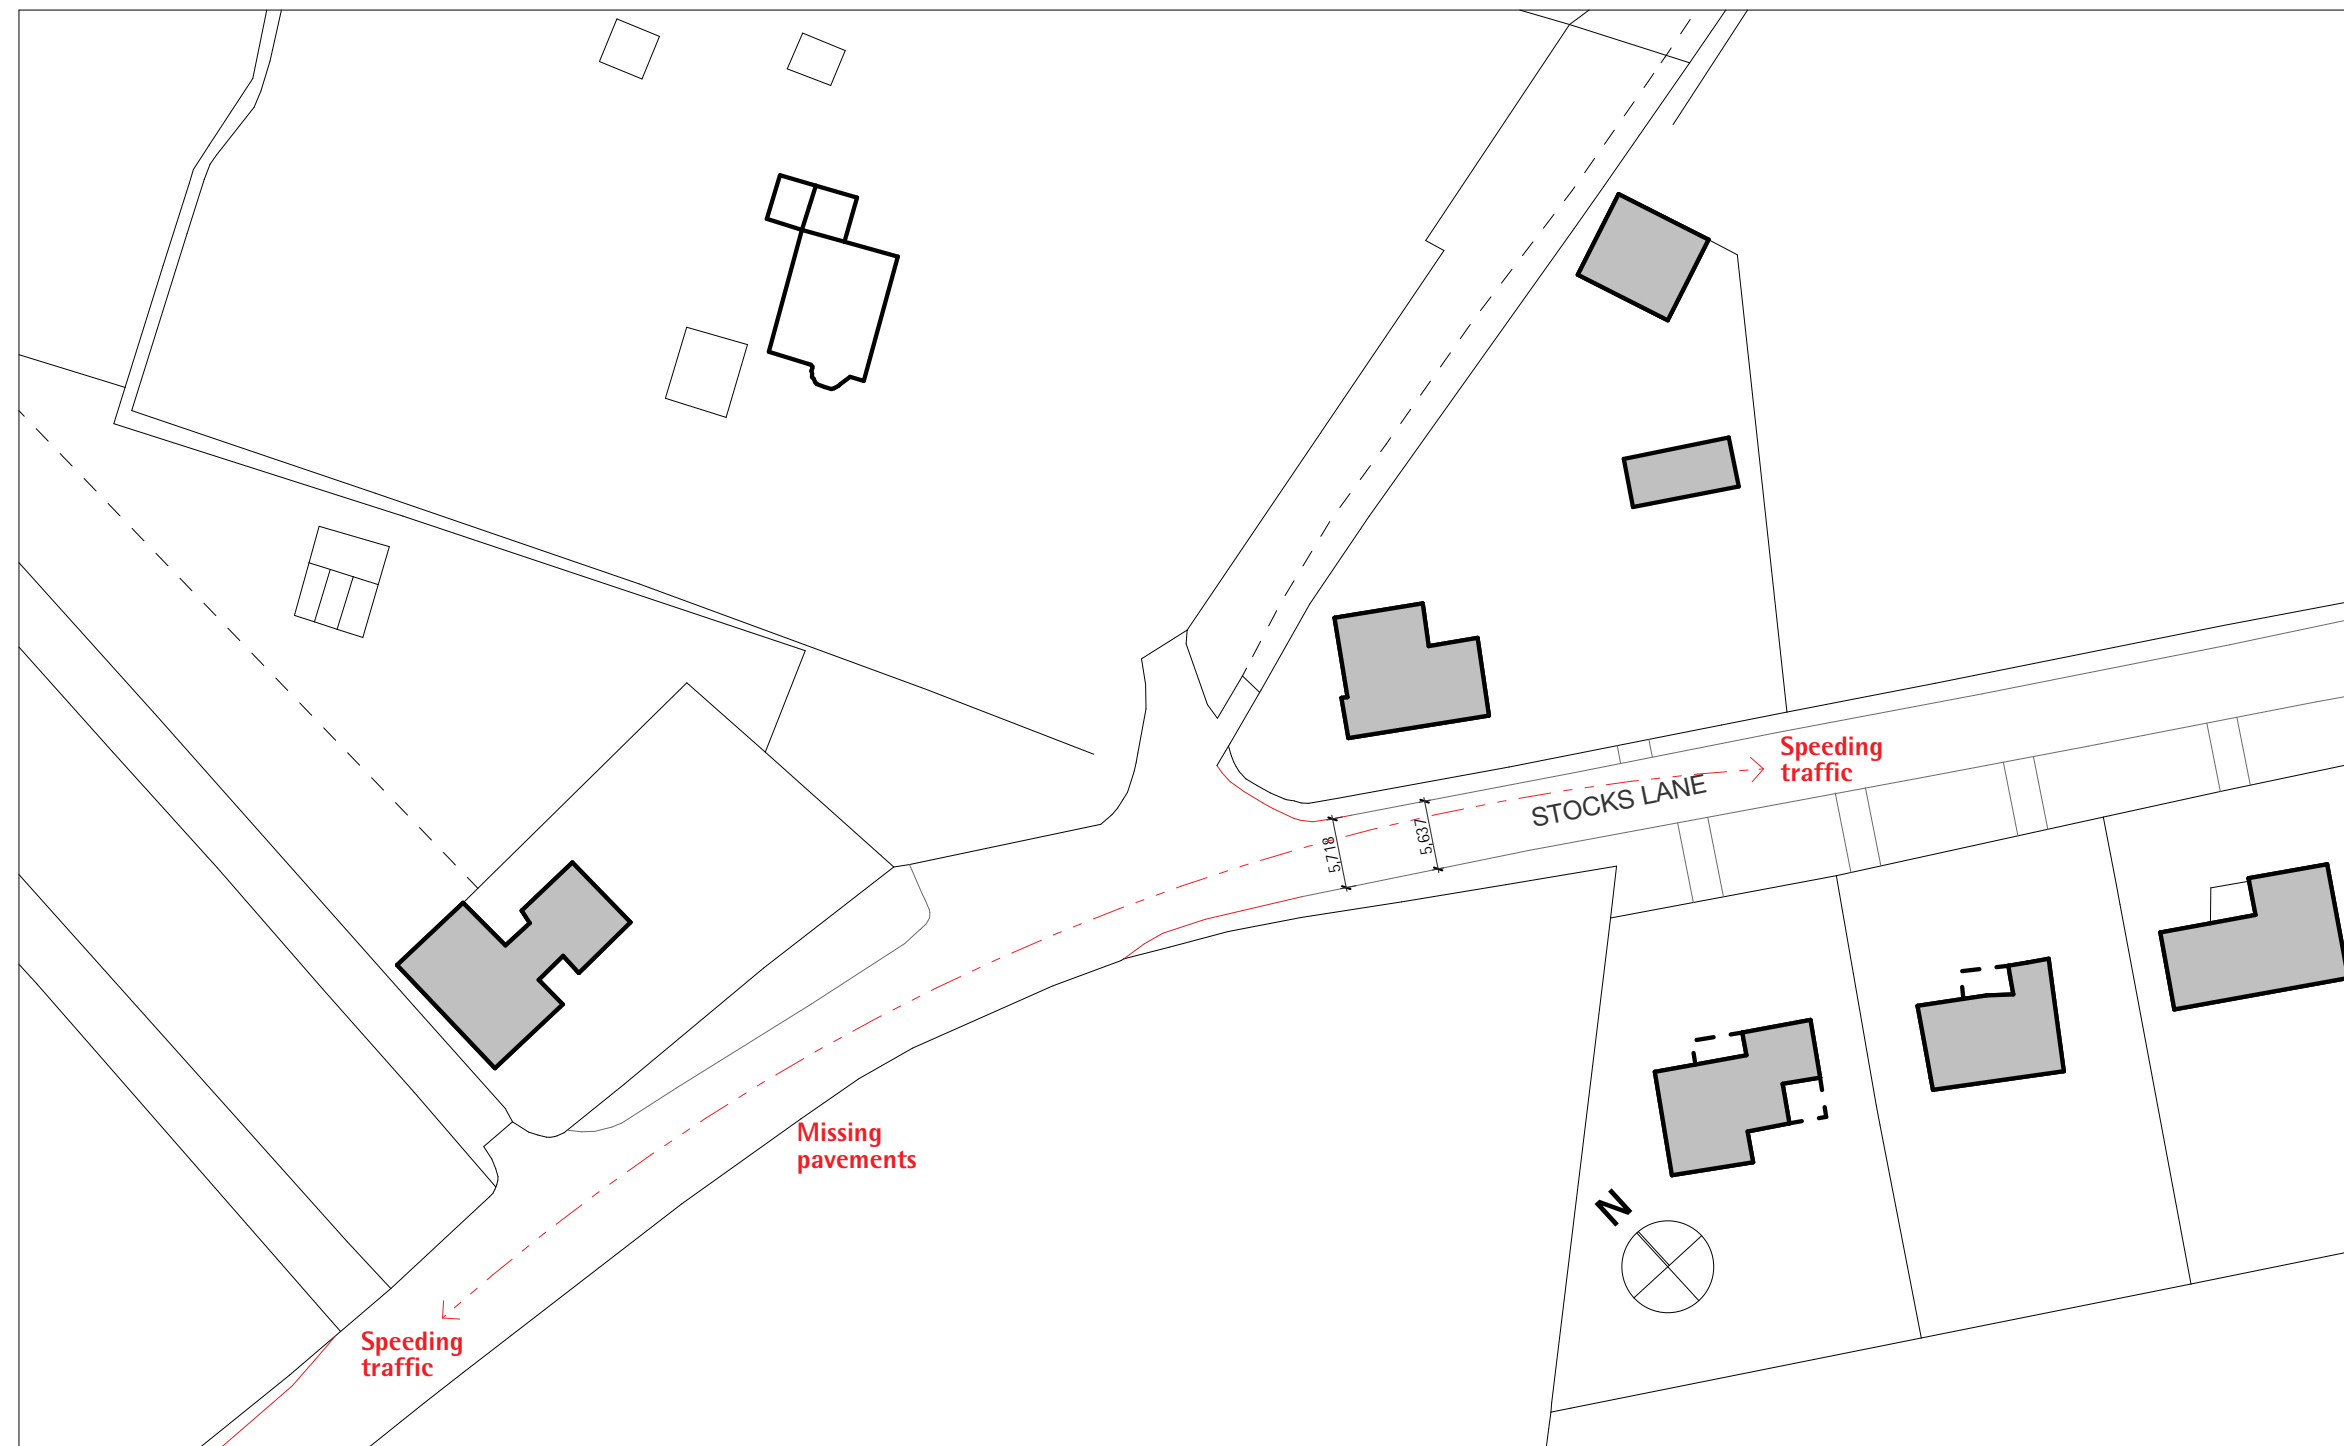 Speeding
traffic
STOCKS LANE
5,718
5,637
Missing
pavements
N
Speeding
traffic